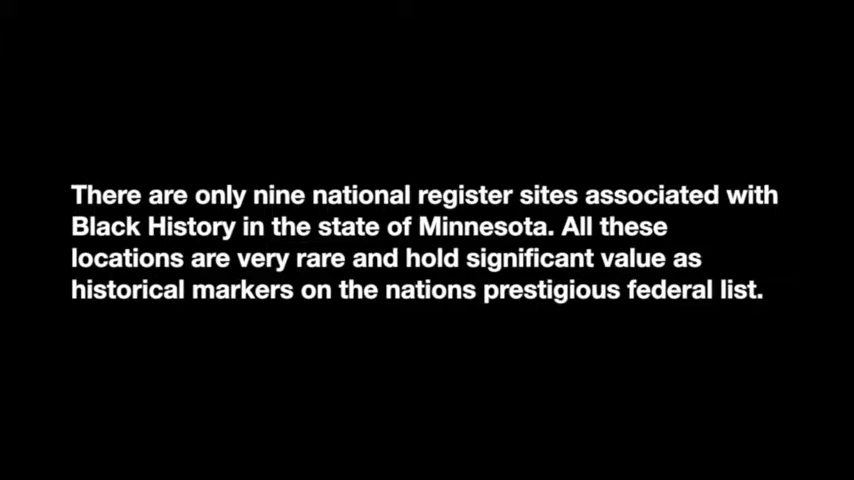 There are only nine national register sites associated with
Black History in the state of Minnesota. All these
locations are very rare and hold significant value as
historical markers on the nations prestigious federal list.